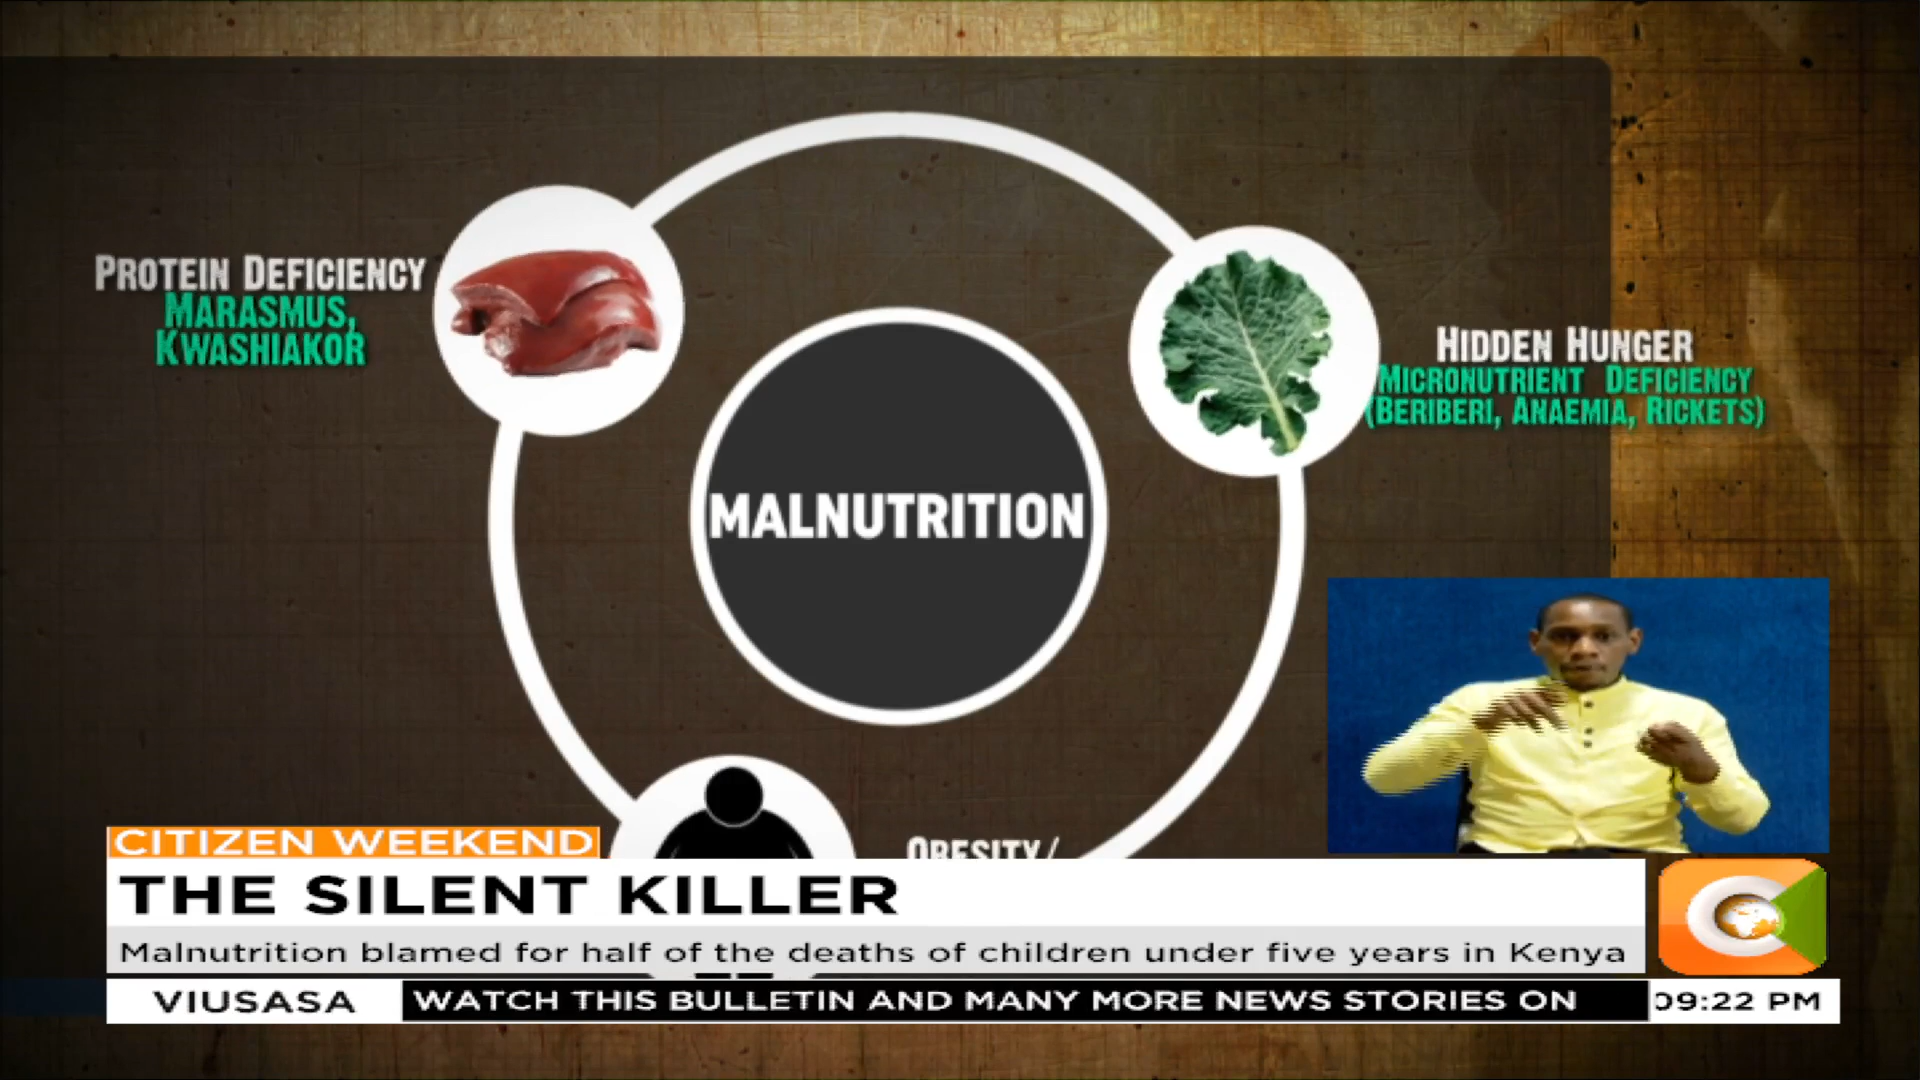 PROTEIN DEFICIENCY
MARASMUS,
KWASHIAKOR
HIDDEN HUNGER
MICRONUTRIENT DEFICIENCY
(BERIBERI, ANAEMIA, RICKETS)
MALNUTRITION
OBESITY/
CITIZEN WEEKEND
THE SILENT KILLER
Malnutrition blamed for half of the deaths of children under five years in Kenya
VIUSASA
WATCH THIS BULLETIN AND MANY MORE NEWS STORIES ON
09:22 PM